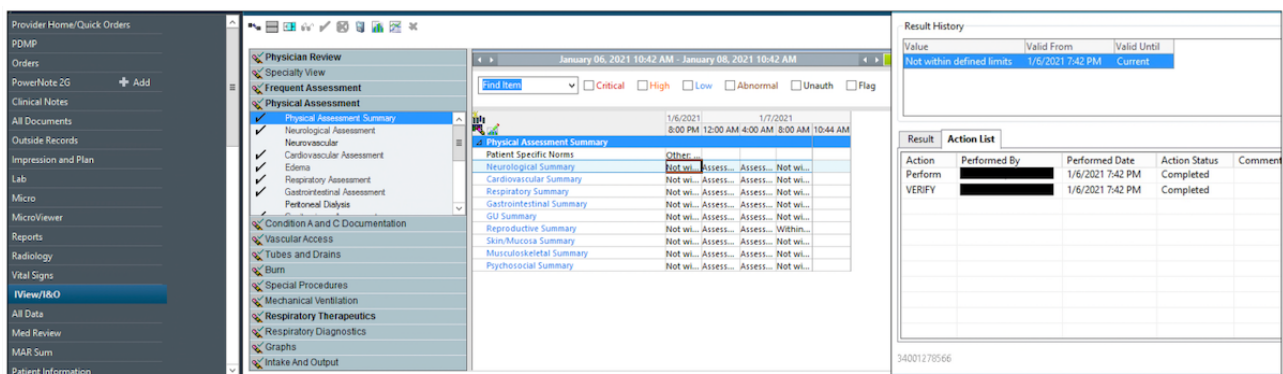 Provider Home/Quick Orders
PDMP
Orders
PowerNote 2G + Add
Clinical Notes
All Documents
Outside Records
Impression and Plan
Lab
Micro
MicroViewer
Reports
Radiology
Vital Signs
IView/I&O
All Data
Med Review
MAR Sum
Patient Information
Physician Review
Specialty View
Frequent Assessment
Physical Assessment
Physical Assessment Summary
Neurological Assessment
Neurovascular
Cardiovascular Assessment
Edema
Respiratory Assessment
Gastrointestinal Assessment
Peritoneal Dialysis
Condition A and C Documentation
Vascular Access
Tubes and Drains
Burn
Special Procedures
Mechanical Ventilation
Respiratory Therapeutics
Respiratory Diagnostics
Graphs
Intake And Output
January 06, 2021 10:42 AM - January 08, 2021 10:42 AM
Find Item Critical High Low Abnormal Unauth Flag
1/6/2021 1/7/2021
8:00 PM 12:00 AM 4:00 AM 8:00 AM 10:44 AM
Physical Assessment Summary
Patient Specific Norms Other: ...
Neurological Summary Not wi... Assess... Assess... Not wi...
Cardiovascular Summary Not wi... Assess... Assess... Not wi...
Respiratory Summary Not wi... Assess... Assess... Not wi...
Gastrointestinal Summary Not wi... Assess... Assess... Not wi...
GU Summary Not wi... Assess... Assess... Not wi...
Reproductive Summary Not wi... Assess... Assess... Within...
Skin/Mucosa Summary Not wi... Assess... Assess... Not wi...
Musculoskeletal Summary Not wi... Assess... Assess... Not wi...
Psychosocial Summary Not wi... Assess... Assess... Not wi...
Result History
Value Valid From Valid Until
Not within defined limits 1/6/2021 7:42 PM Current
Result Action List
Action Performed By Performed Date Action Status Comment
Perform 1/6/2021 7:42 PM Completed
VERIFY 1/6/2021 7:42 PM Completed
34001278566